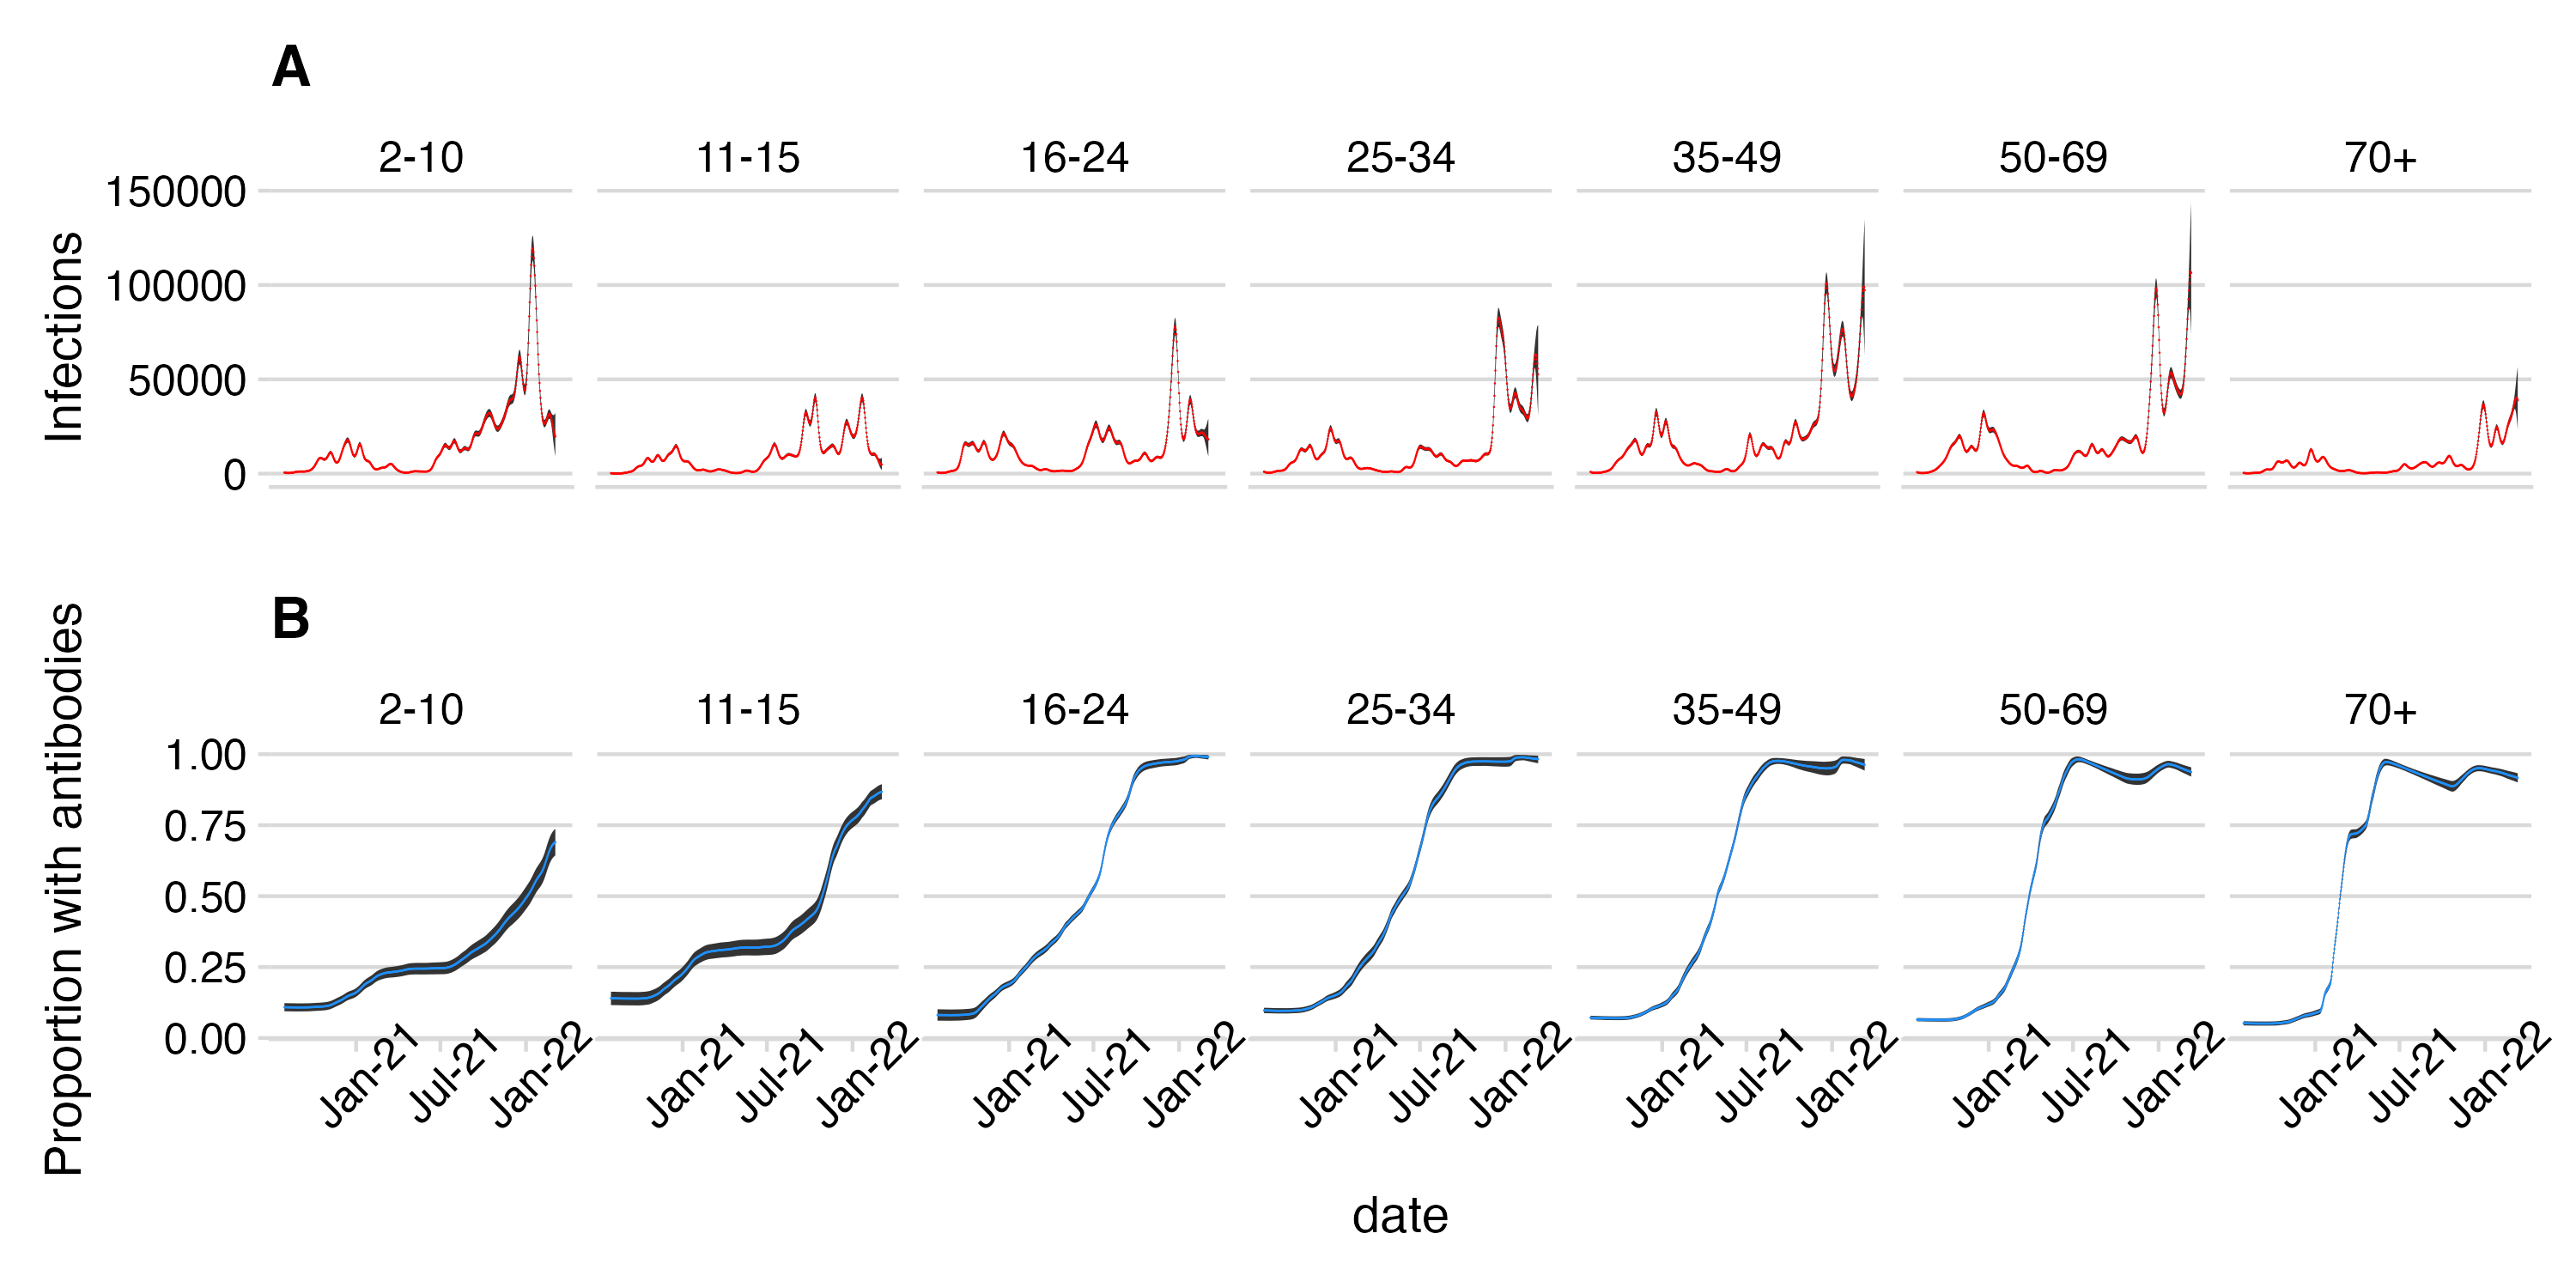 A
2-10 11-15 16-24 25-34 35-49 50-69 70+
Infections
150000
100000
50000
0
B
2-10 11-15 16-24 25-34 35-49 50-69 70+
Proportion with antibodies
1.00
0.75
0.50
0.25
0.00
Jan-21 Jul-21 Jan-22 Jan-21 Jul-21 Jan-22 Jan-21 Jul-21 Jan-22 Jan-21 Jul-21 Jan-22 Jan-21 Jul-21 Jan-22 Jan-21 Jul-21 Jan-22 Jan-21 Jul-21 Jan-22
date